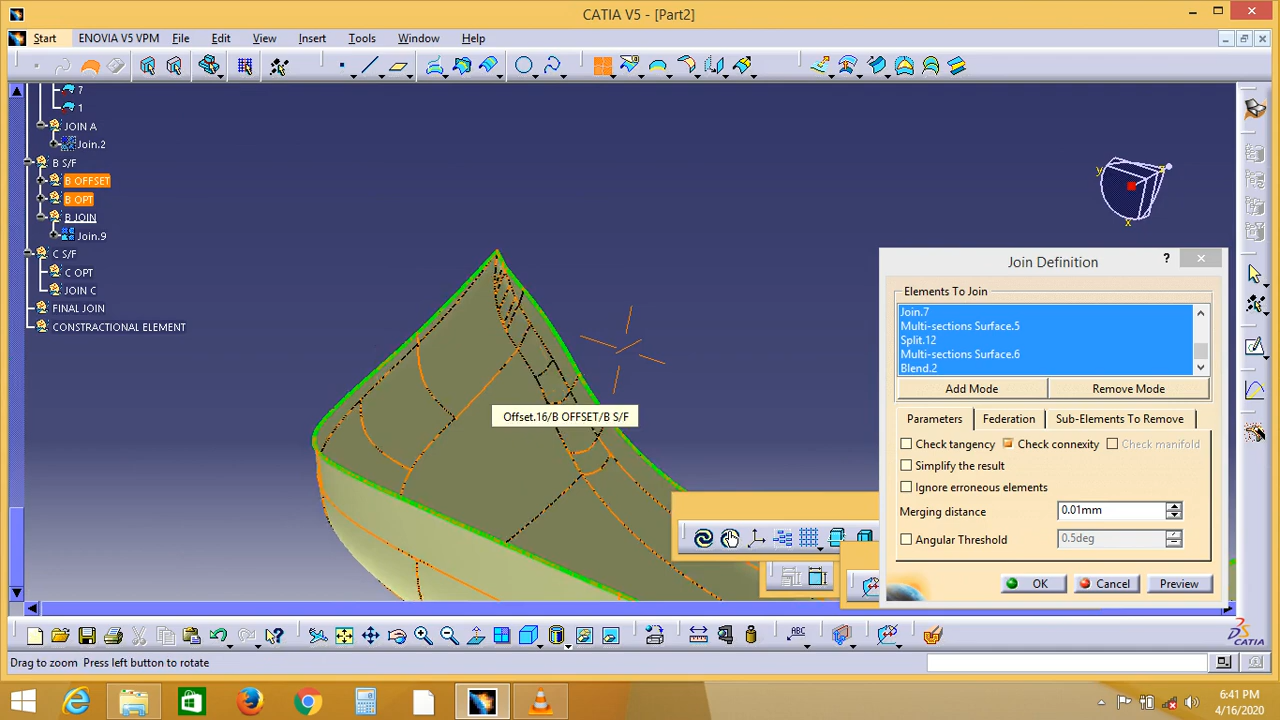 CATIA V5 - [Part2]
Start ENOVIA V5 VPM File Edit View Insert Tools Window Help
7
1
JOIN A
Join.2
B S/F
B OFFSET
B OPT
B JOIN
Join.9
C S/F
C OPT
JOIN C
FINAL JOIN
CONSTRACTIONAL ELEMENT
y
z
x
Offset.16/B OFFSET/B S/F
Join Definition
?
Elements To Join
Join.7
Multi-sections Surface.5
Split.12
Multi-sections Surface.6
Blend.2
Add Mode Remove Mode
Parameters Federation Sub-Elements To Remove
Check tangency Check connexity Check manifold
Simplify the result
Ignore erroneous elements
Merging distance 0.01mm
Angular Threshold 0.5deg
OK Cancel Preview
ABC
CATIA
Drag to zoom Press left button to rotate
6:41 PM
4/16/2020